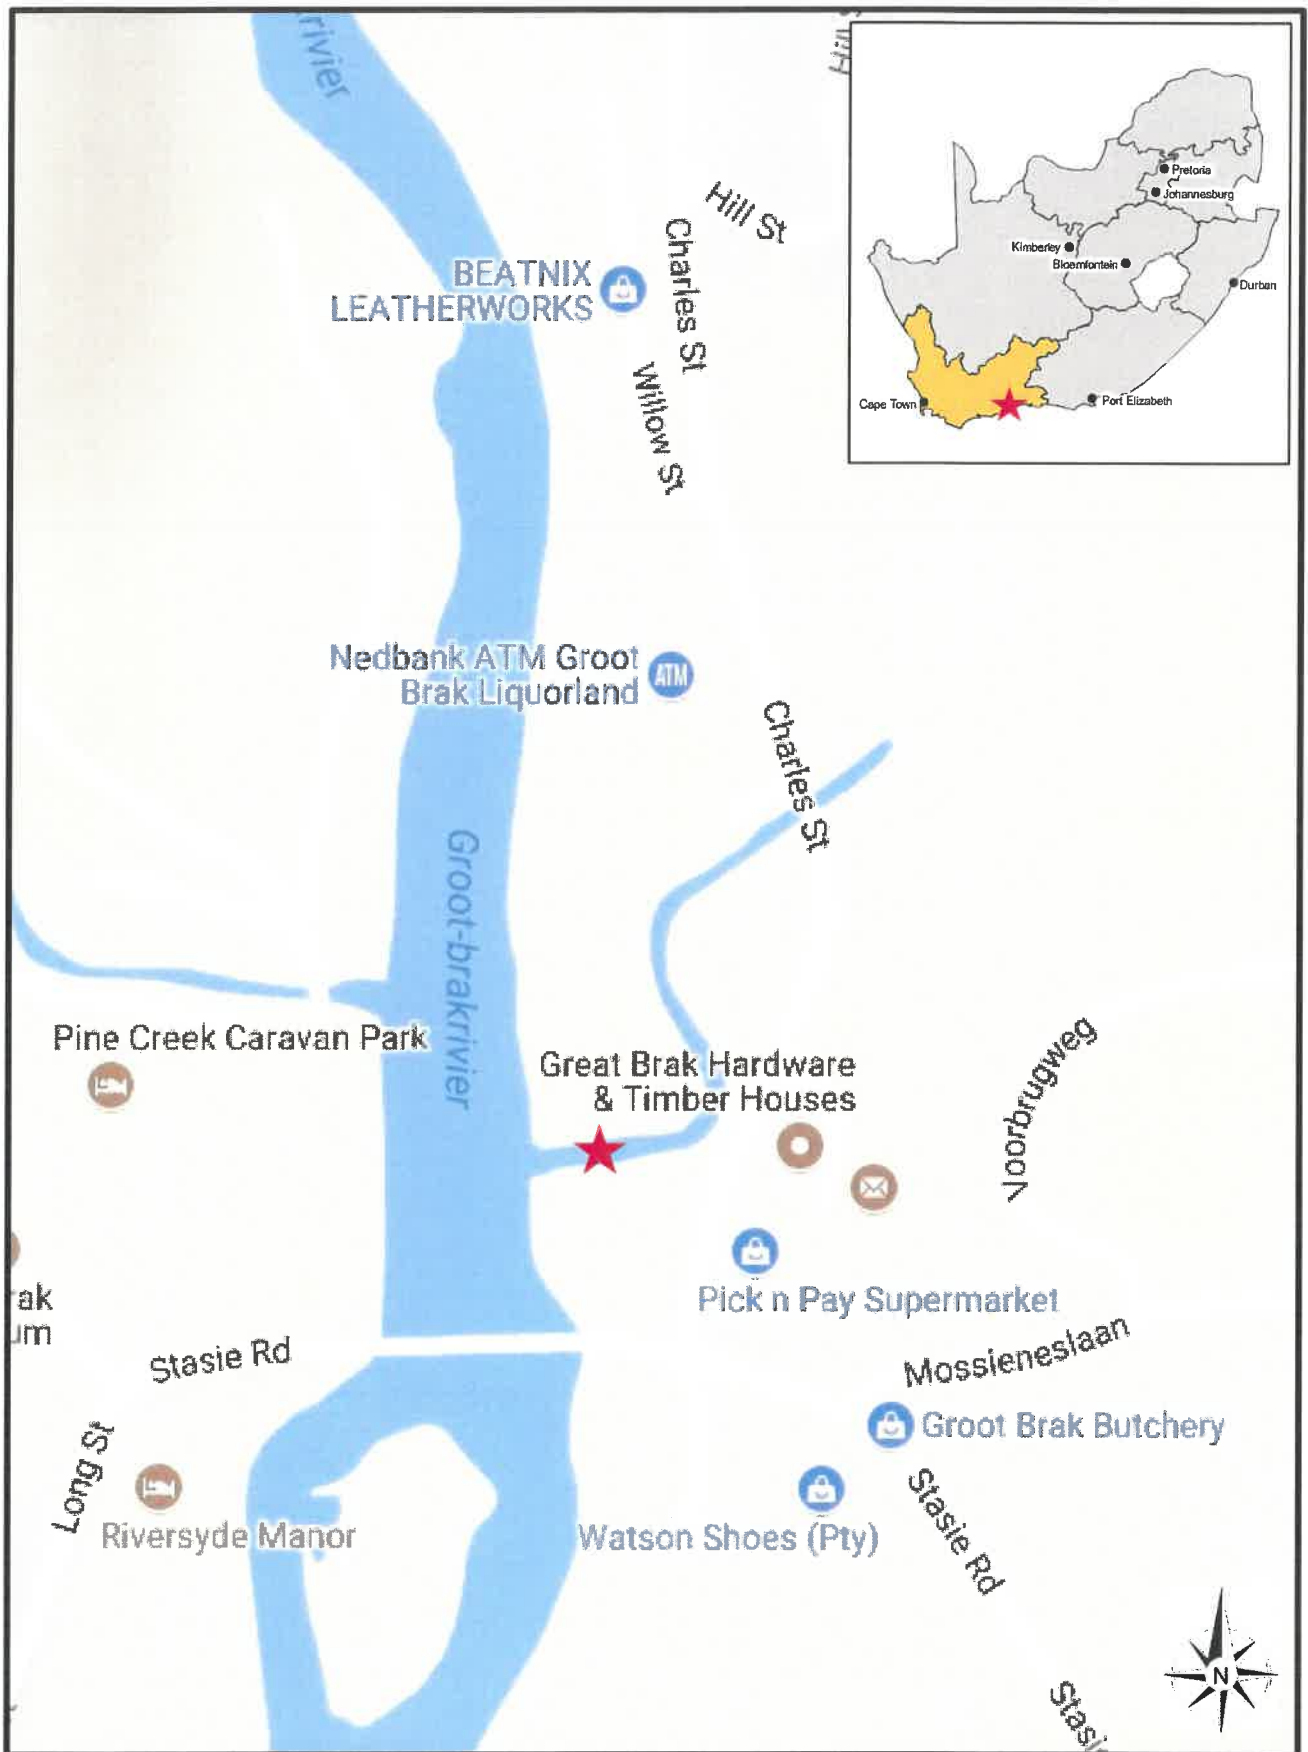 rivier
Hill St
Charles St
BEATNIX
LEATHERWORKS
Willow St
Pretoria
Johannesburg
Kimberley
Bloemfontein
Durban
Cape Town
Port Elizabeth
Nedbank ATM Groot
Brak Liquorland
ATM
Charles St
Groot-brakrivier
Pine Creek Caravan Park
Great Brak Hardware
& Timber Houses
Voorbrugweg
Pick n Pay Supermarket
ak
um
Stasie Rd
Mossieneslaan
Groot Brak Butchery
Long St
Riversyde Manor
Watson Shoes (Pty)
Stasie Rd
N
Stasi